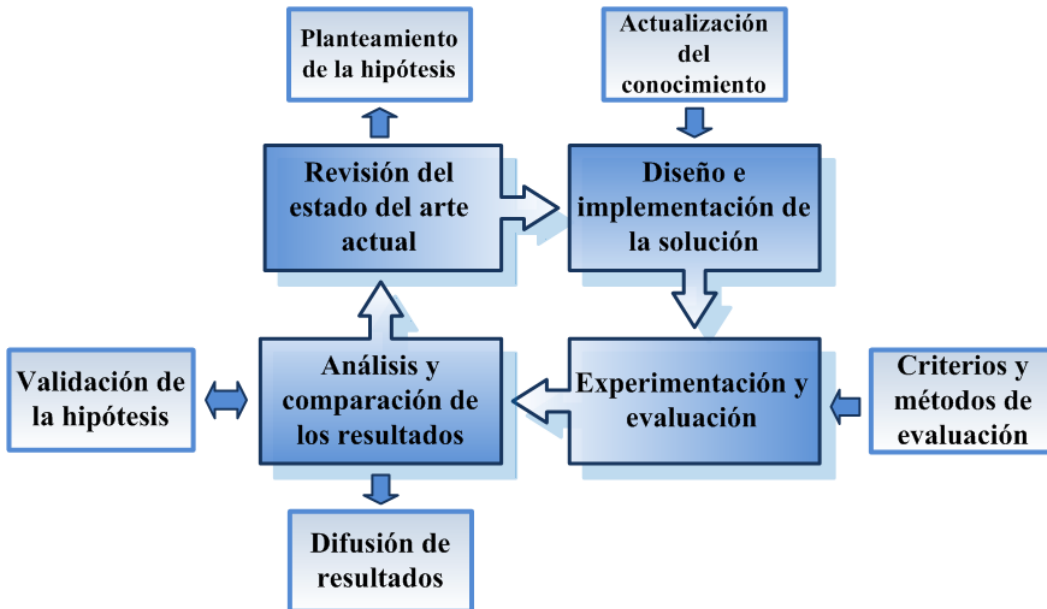 Planteamiento
de la hipótesis
Actualización
del
conocimiento
Revisión del
estado del arte
actual
Diseño e
implementación de
la solución
Validación de
la hipótesis
Análisis y
comparación de
los resultados
Experimentación y
evaluación
Criterios y
métodos de
evaluación
Difusión de
resultados